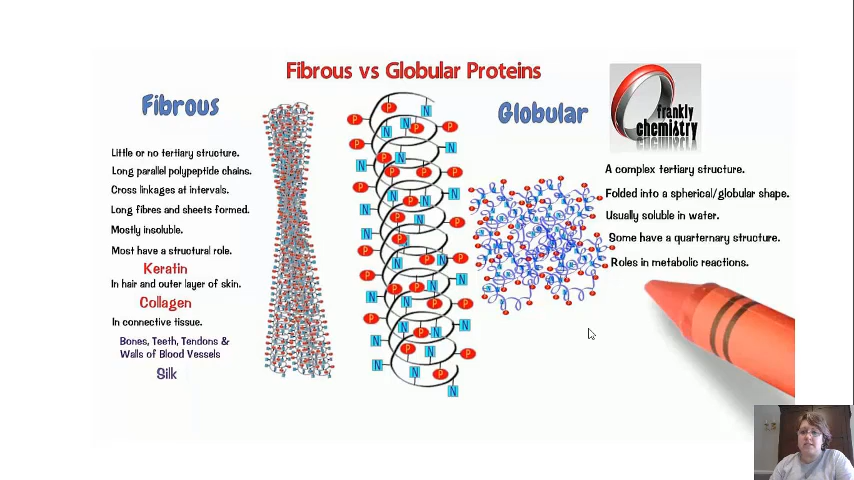 Fibrous vs Globular Proteins
Fibrous
Little or no tertiary structure.
Long parallel polypeptide chains.
Cross linkages at intervals.
Long fibres and sheets formed.
Mostly insoluble.
Most have a structural role.
Keratin
In hair and outer layer of skin.
Collagen
In connective tissue.
Bones, Teeth, Tendons &
Walls of Blood Vessels
Silk
Globular
frankly
chemistry
A complex tertiary structure.
Folded into a spherical/globular shape.
Usually soluble in water.
Some have a quarternary structure.
Roles in metabolic reactions.